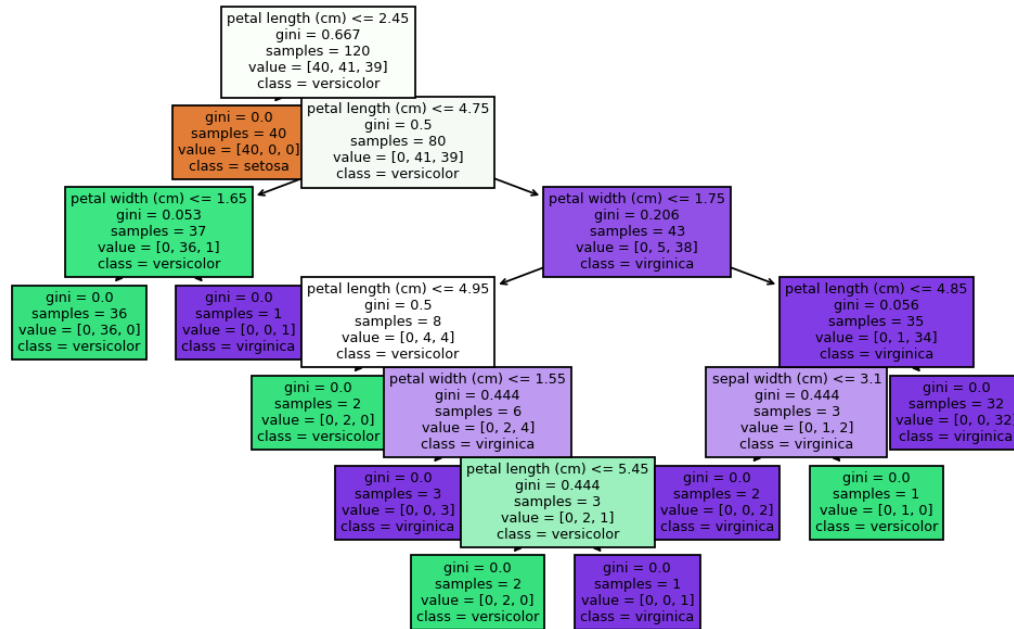 petal length (cm) <= 2.45
gini = 0.667
samples = 120
value = [40, 41, 39]
class = versicolor
gini = 0.0
samples = 40
value = [40, 0, 0]
class = setosa
petal length (cm) <= 4.75
gini = 0.5
samples = 80
value = [0, 41, 39]
class = versicolor
petal width (cm) <= 1.65
gini = 0.053
samples = 37
value = [0, 36, 1]
class = versicolor
petal width (cm) <= 1.75
gini = 0.206
samples = 43
value = [0, 5, 38]
class = virginica
gini = 0.0
samples = 36
value = [0, 36, 0]
class = versicolor
gini = 0.0
samples = 1
value = [0, 0, 1]
class = virginica
petal length (cm) <= 4.95
gini = 0.5
samples = 8
value = [0, 4, 4]
class = versicolor
petal length (cm) <= 4.85
gini = 0.056
samples = 35
value = [0, 1, 34]
class = virginica
gini = 0.0
samples = 2
value = [0, 2, 0]
class = versicolor
petal width (cm) <= 1.55
gini = 0.444
samples = 6
value = [0, 2, 4]
class = virginica
sepal width (cm) <= 3.1
gini = 0.444
samples = 3
value = [0, 1, 2]
class = virginica
gini = 0.0
samples = 32
value = [0, 0, 32]
class = virginica
gini = 0.0
samples = 3
value = [0, 0, 3]
class = virginica
petal length (cm) <= 5.45
gini = 0.444
samples = 3
value = [0, 2, 1]
class = versicolor
gini = 0.0
samples = 2
value = [0, 0, 2]
class = virginica
gini = 0.0
samples = 1
value = [0, 1, 0]
class = versicolor
gini = 0.0
samples = 2
value = [0, 2, 0]
class = versicolor
gini = 0.0
samples = 1
value = [0, 0, 1]
class = virginica